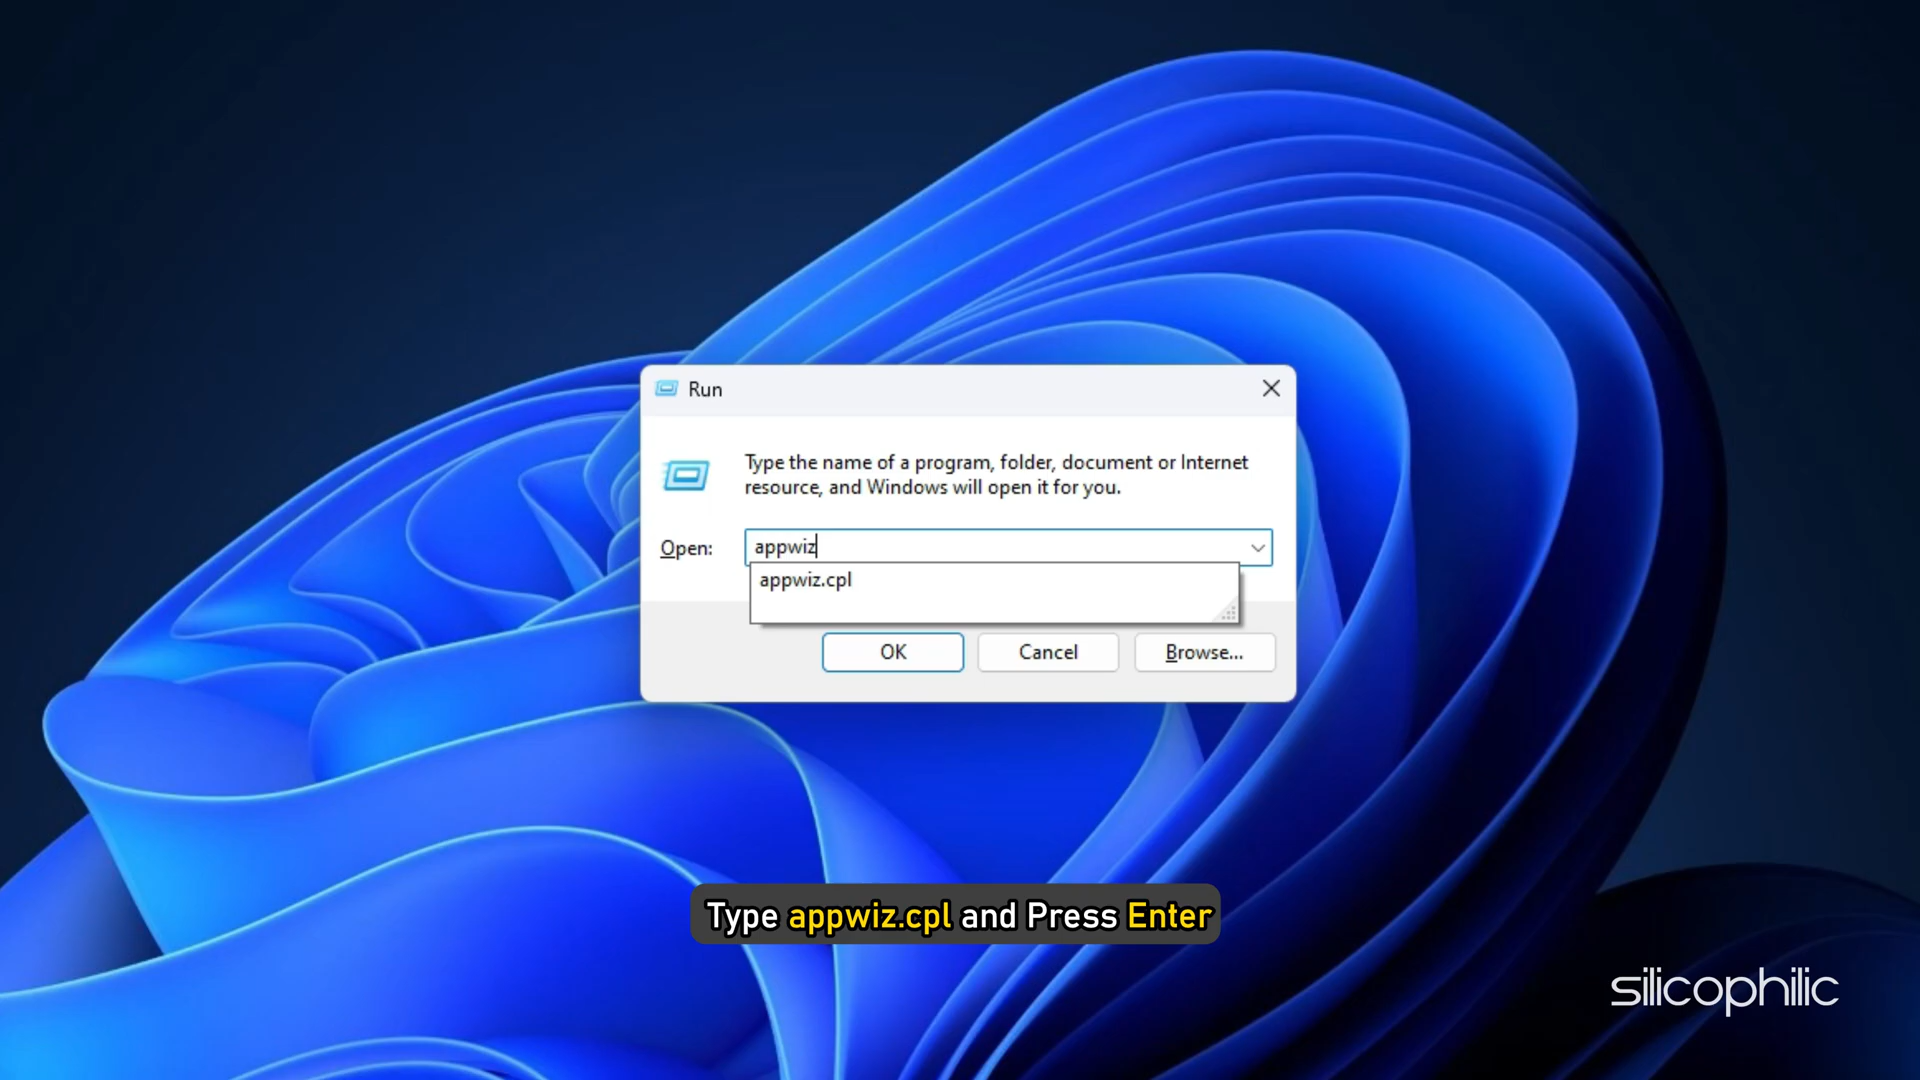 Run
Type the name of a program, folder, document or Internet
resource, and Windows will open it for you.
Open:
appwiz
appwiz.cpl
OK
Cancel
Browse...
Type appwiz.cpl and Press Enter
silicophilic